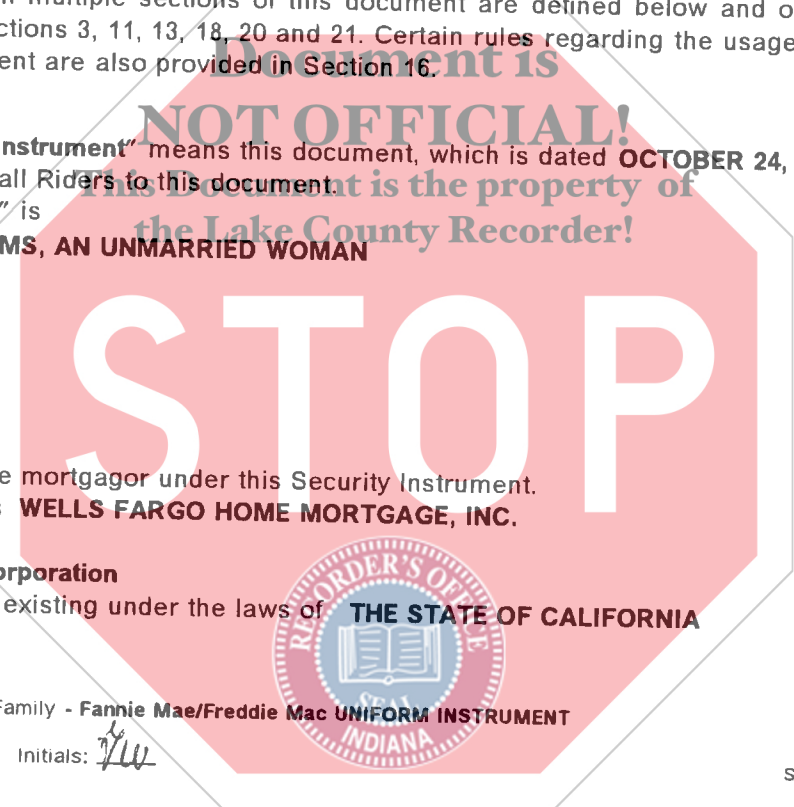 multiple sections of this document are defined below and o
ctions 3, 11, 13, 18, 20 and 21. Certain rules regarding the usage
ent are also provided in Section 16.
Document is
NOT OFFICIAL!
This Document is the property of
the Lake County Recorder!
nstrument" means this document, which is dated OCTOBER 24,
all Riders to this document.
" is
MS, AN UNMARRIED WOMAN
STOP
e mortgagor under this Security Instrument.
WELLS FARGO HOME MORTGAGE, INC.
orporation
existing under the laws of THE STATE OF CALIFORNIA
RECORDER'S OFFICE
SEAL
INDIANA
Family - Fannie Mae/Freddie Mac UNIFORM INSTRUMENT
Initials:
S